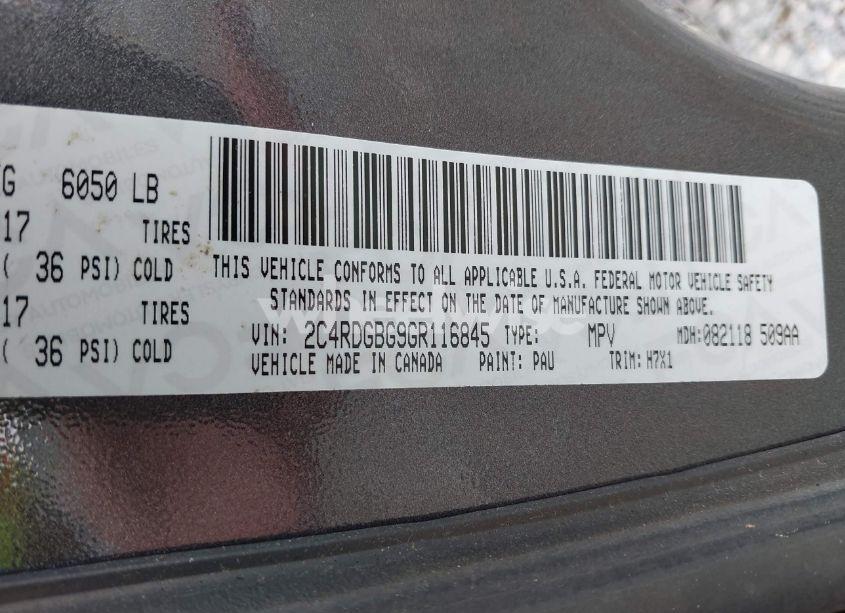 6050 LB
17 TIRES
( 36 PSI) COLD
17 TIRES
( 36 PSI) COLD
THIS VEHICLE CONFORMS TO ALL APPLICABLE U.S.A. FEDERAL MOTOR VEHICLE SAFETY
STANDARDS IN EFFECT ON THE DATE OF MANUFACTURE SHOWN ABOVE.
VIN: 2C4RDGBG9GR116845 TYPE: MPV MDH:082118 509AA
VEHICLE MADE IN CANADA PAINT: PAU TRIM: H7X1